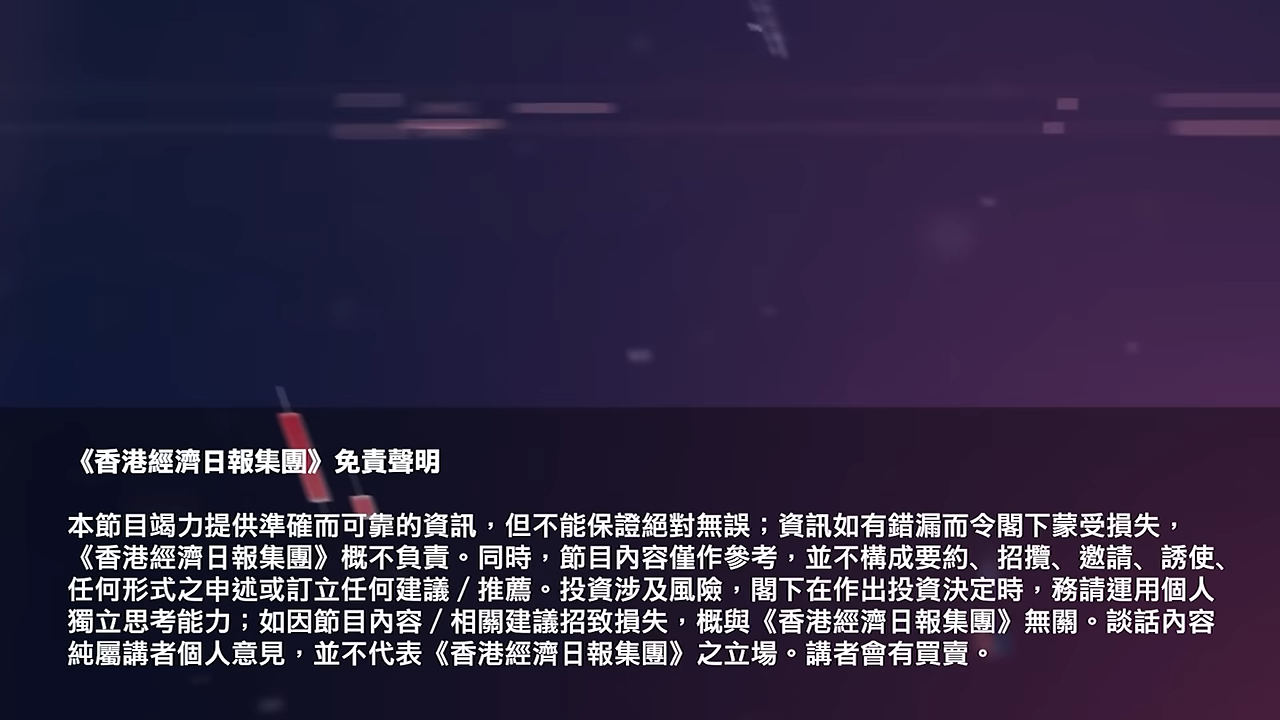 《香港經濟日報集團》免責聲明
本節目竭力提供準確而可靠的資訊，但不能保證絕對無誤；資訊如有錯漏而令閣下蒙受損失，
《香港經濟日報集團》概不負責。同時，節目內容僅作參考，並不構成要約、招攬、邀請、誘使、
任何形式之申述或訂立任何建議／推薦。投資涉及風險，閣下在作出投資決定時，務請運用個人
獨立思考能力；如因節目內容／相關建議招致損失，概與《香港經濟日報集團》無關。談話內容
純屬講者個人意見，並不代表《香港經濟日報集團》之立場。講者會有買賣。